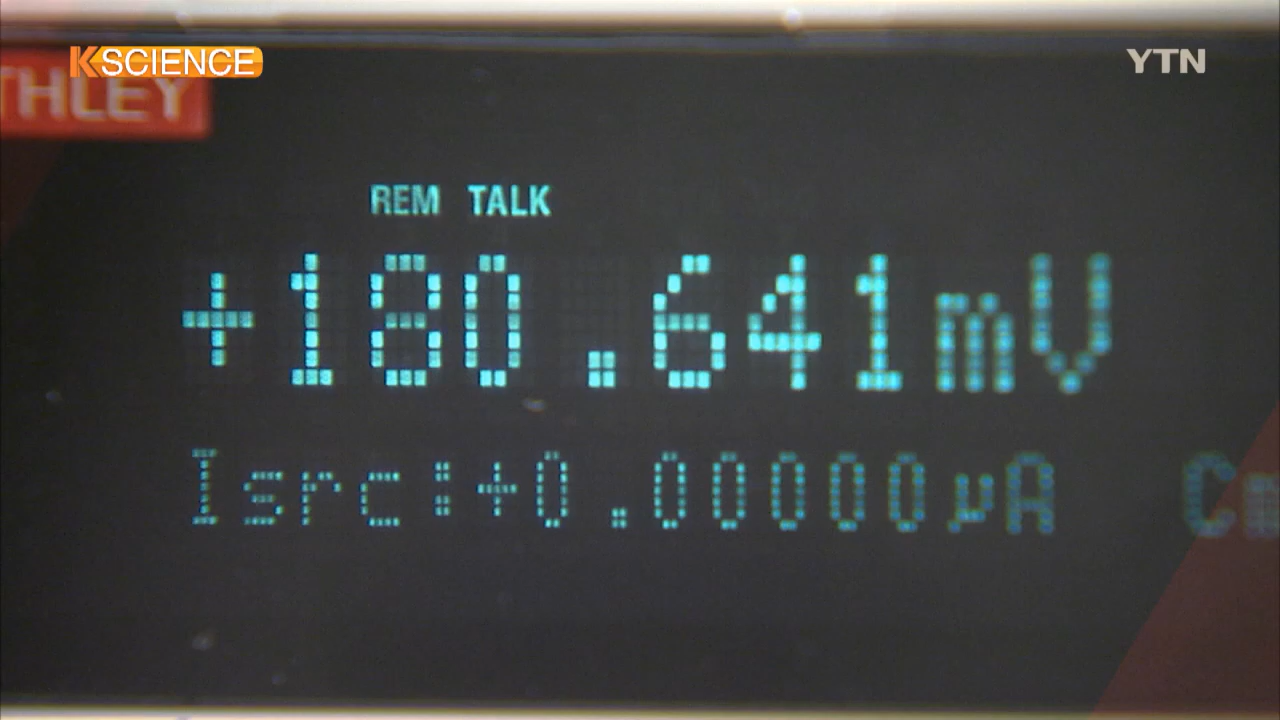 KSCIENCE
YTN
THLEY
REM TALK
+180.641mV
Isrc:+0.00000µA